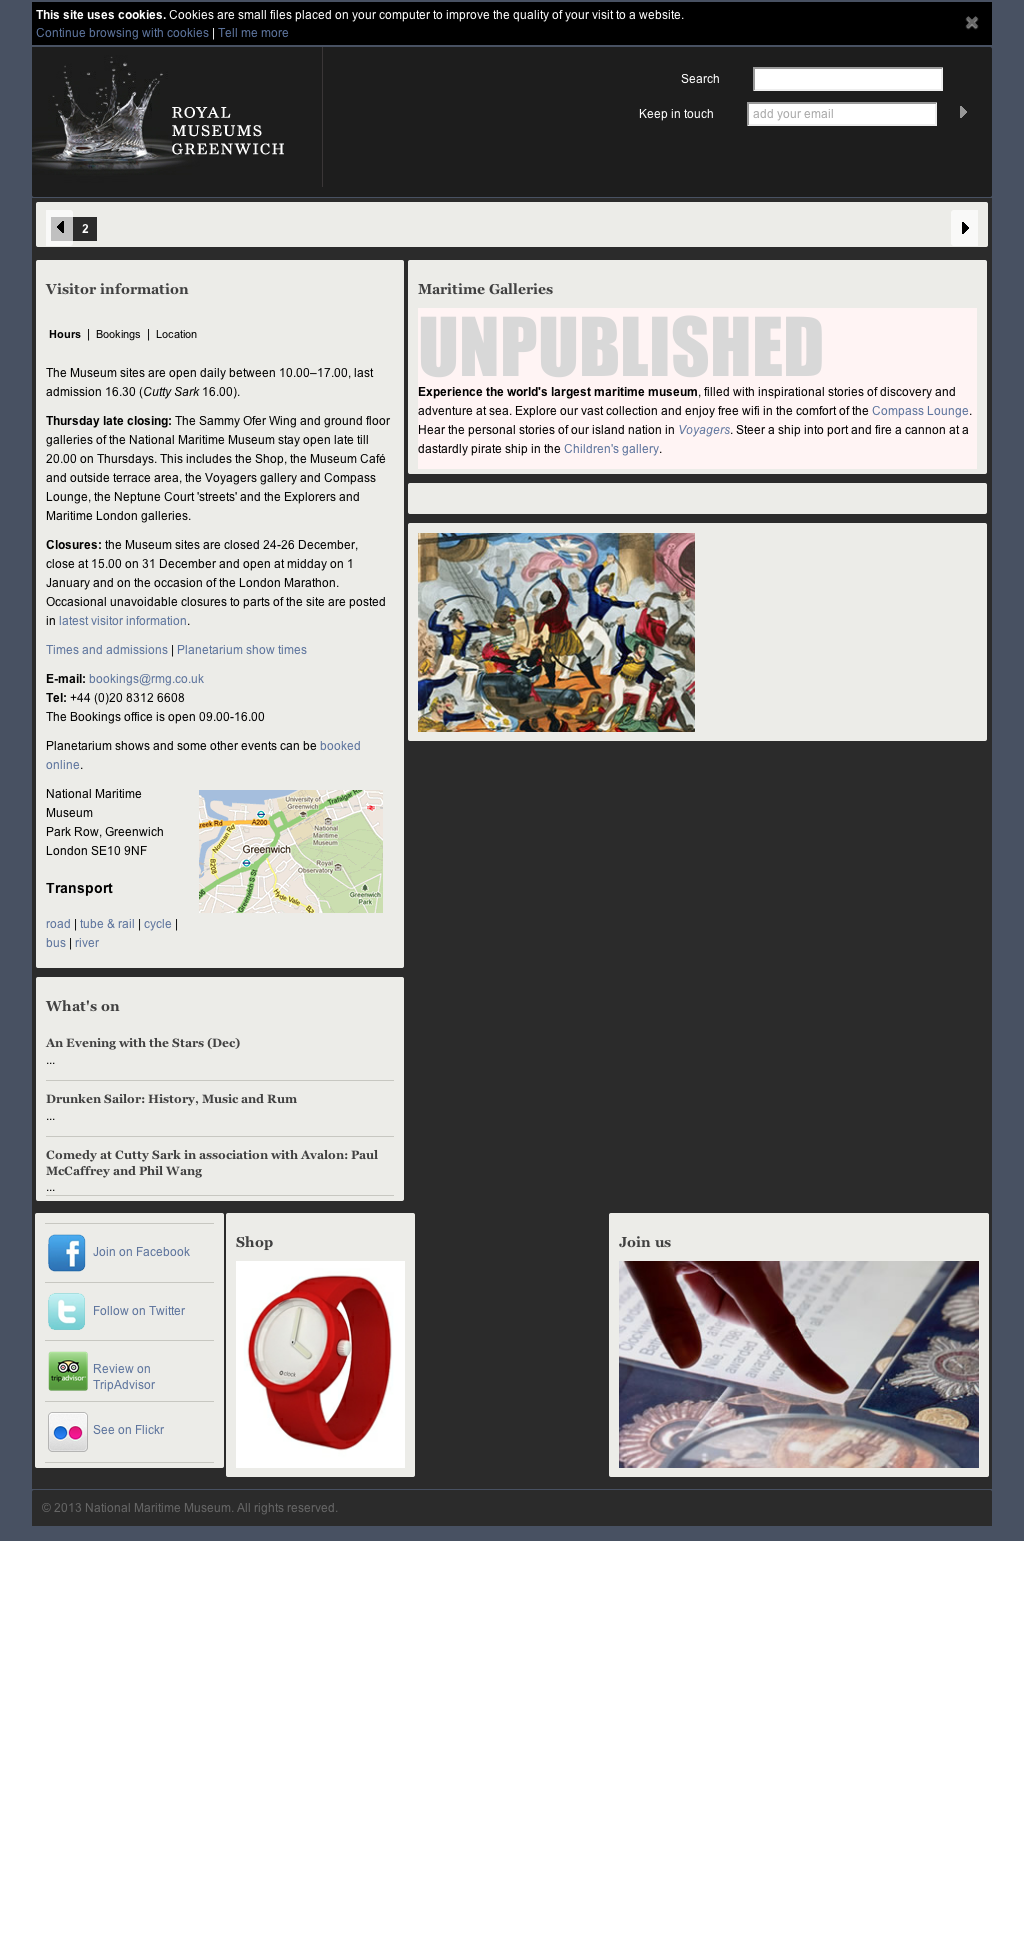 This site uses cookies. Cookies are small files placed on your computer to improve the quality of your visit to a website.
Continue browsing with cookies | Tell me more
ROYAL
MUSEUMS
GREENWICH
Search
Keep in touch
add your email
2
Visitor information
Hours | Bookings | Location
The Museum sites are open daily between 10.00–17.00, last
admission 16.30 (Cutty Sark 16.00).
Thursday late closing: The Sammy Ofer Wing and ground floor
galleries of the National Maritime Museum stay open late till
20.00 on Thursdays. This includes the Shop, the Museum Café
and outside terrace area, the Voyagers gallery and Compass
Lounge, the Neptune Court 'streets' and the Explorers and
Maritime London galleries.
Closures: the Museum sites are closed 24-26 December,
close at 15.00 on 31 December and open at midday on 1
January and on the occasion of the London Marathon.
Occasional unavoidable closures to parts of the site are posted
in latest visitor information.
Times and admissions | Planetarium show times
E-mail: bookings@rmg.co.uk
Tel: +44 (0)20 8312 6608
The Bookings office is open 09.00-16.00
Planetarium shows and some other events can be booked
online.
National Maritime
Museum
Park Row, Greenwich
London SE10 9NF
Transport
road | tube & rail | cycle |
bus | river
University of
Greenwich
Trafalgar Rd
reek Rd
A200
Norman Rd
National
Maritime
Museum
Greenwich
B208
Royal
Observatory
Greenwich S St
Hyde Vale
Greenwich
Park
What's on
An Evening with the Stars (Dec)
...
Drunken Sailor: History, Music and Rum
...
Comedy at Cutty Sark in association with Avalon: Paul
McCaffrey and Phil Wang
...
Maritime Galleries
UNPUBLISHED
Experience the world's largest maritime museum, filled with inspirational stories of discovery and
adventure at sea. Explore our vast collection and enjoy free wifi in the comfort of the Compass Lounge.
Hear the personal stories of our island nation in Voyagers. Steer a ship into port and fire a cannon at a
dastardly pirate ship in the Children's gallery.
Join on Facebook
Follow on Twitter
tripadvisor
Review on
TripAdvisor
See on Flickr
Shop
o clock
Join us
© 2013 National Maritime Museum. All rights reserved.